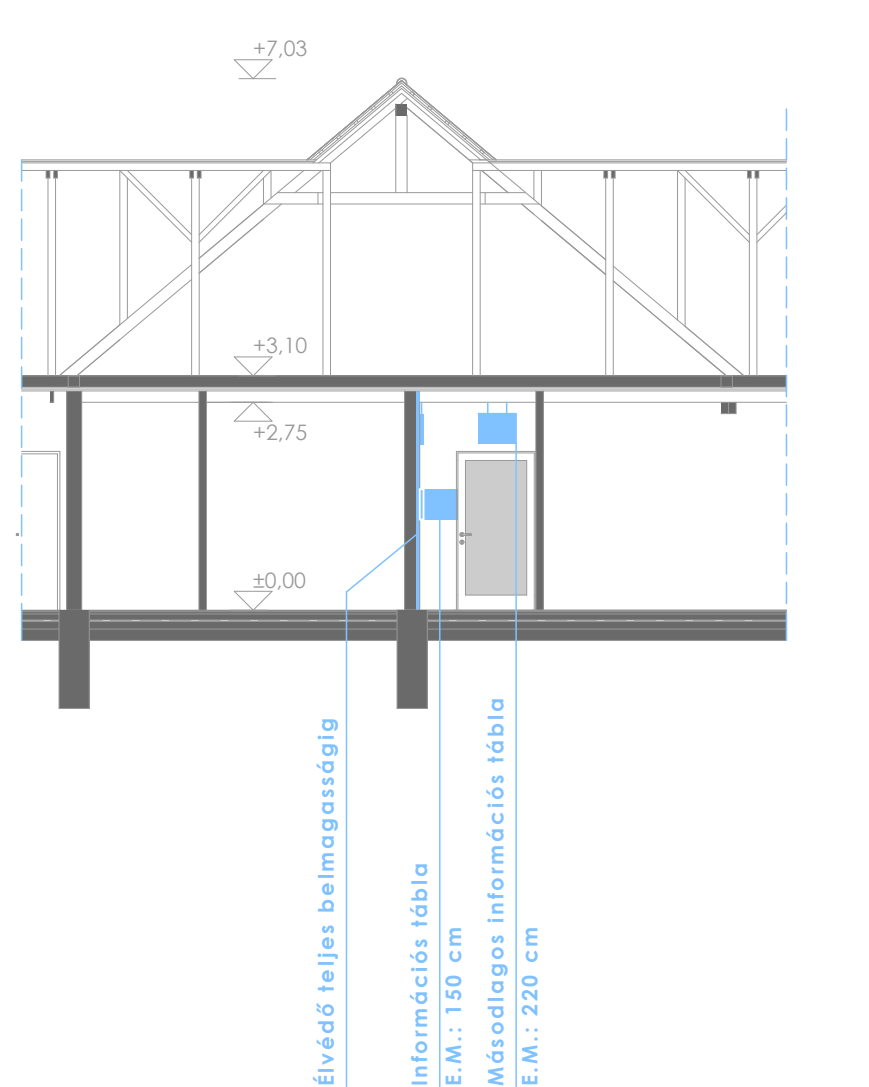 +7,03
+3,10
+2,75
±0,00
Élvédő teljes belmagasságig
Információs tábla
E.M.: 150 cm
Másodlagos információs tábla
E.M.: 220 cm